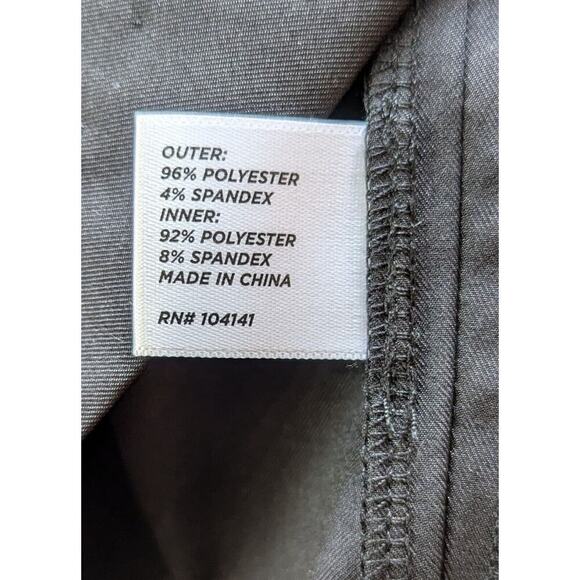 OUTER:
96% POLYESTER
4% SPANDEX
INNER:
92% POLYESTER
8% SPANDEX
MADE IN CHINA
RN# 104141